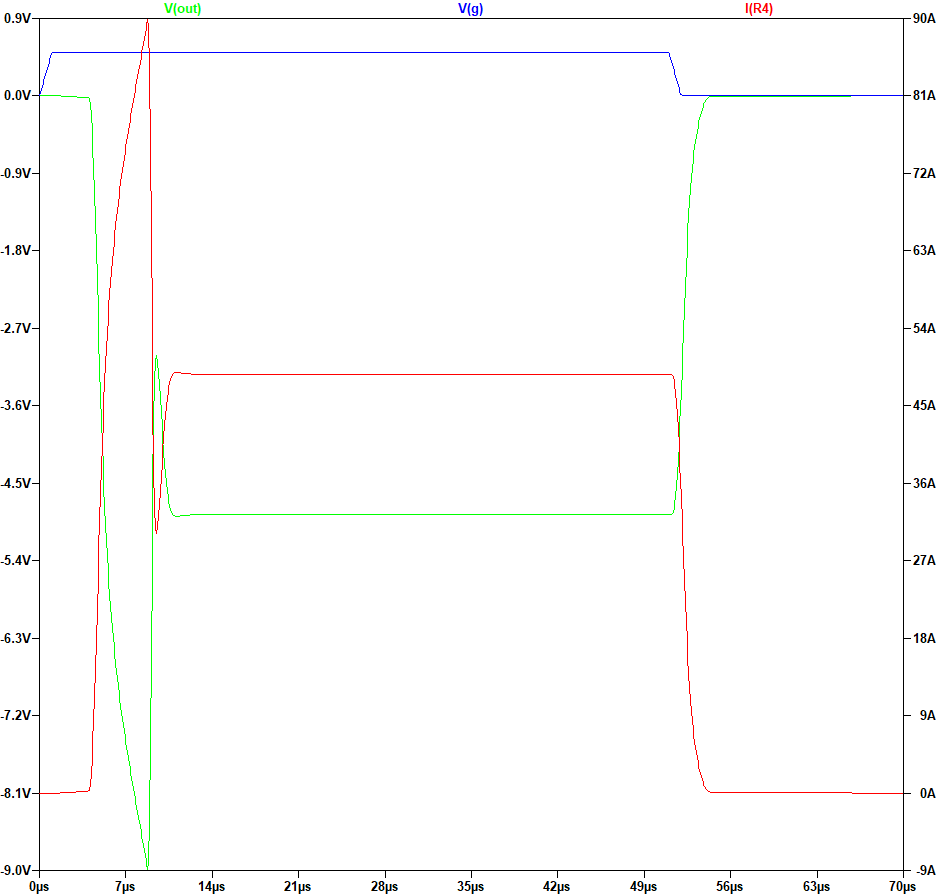 V(out) V(g) I(R4)
0.9V 90A
0.0V 81A
-0.9V 72A
-1.8V 63A
-2.7V 54A
-3.6V 45A
-4.5V 36A
-5.4V 27A
-6.3V 18A
-7.2V 9A
-8.1V 0A
-9.0V -9A
0µs 7µs 14µs 21µs 28µs 35µs 42µs 49µs 56µs 63µs 70µs